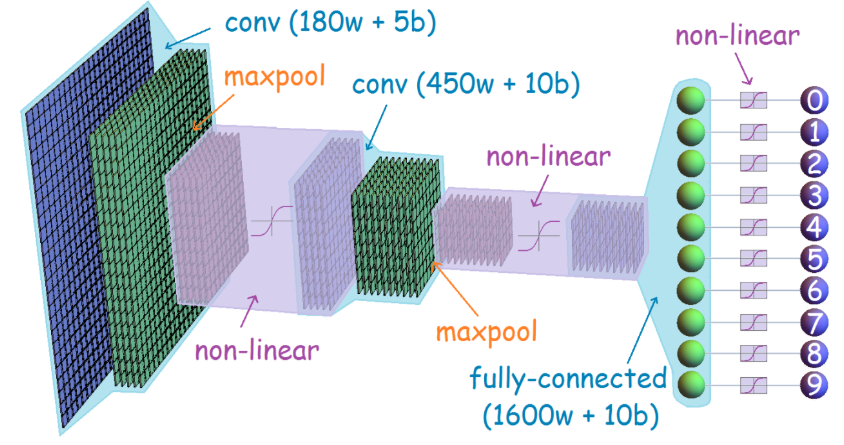 conv (180w + 5b)
maxpool
conv (450w + 10b)
non-linear
non-linear
non-linear
maxpool
fully-connected
(1600w + 10b)
0
1
2
3
4
5
6
7
8
9